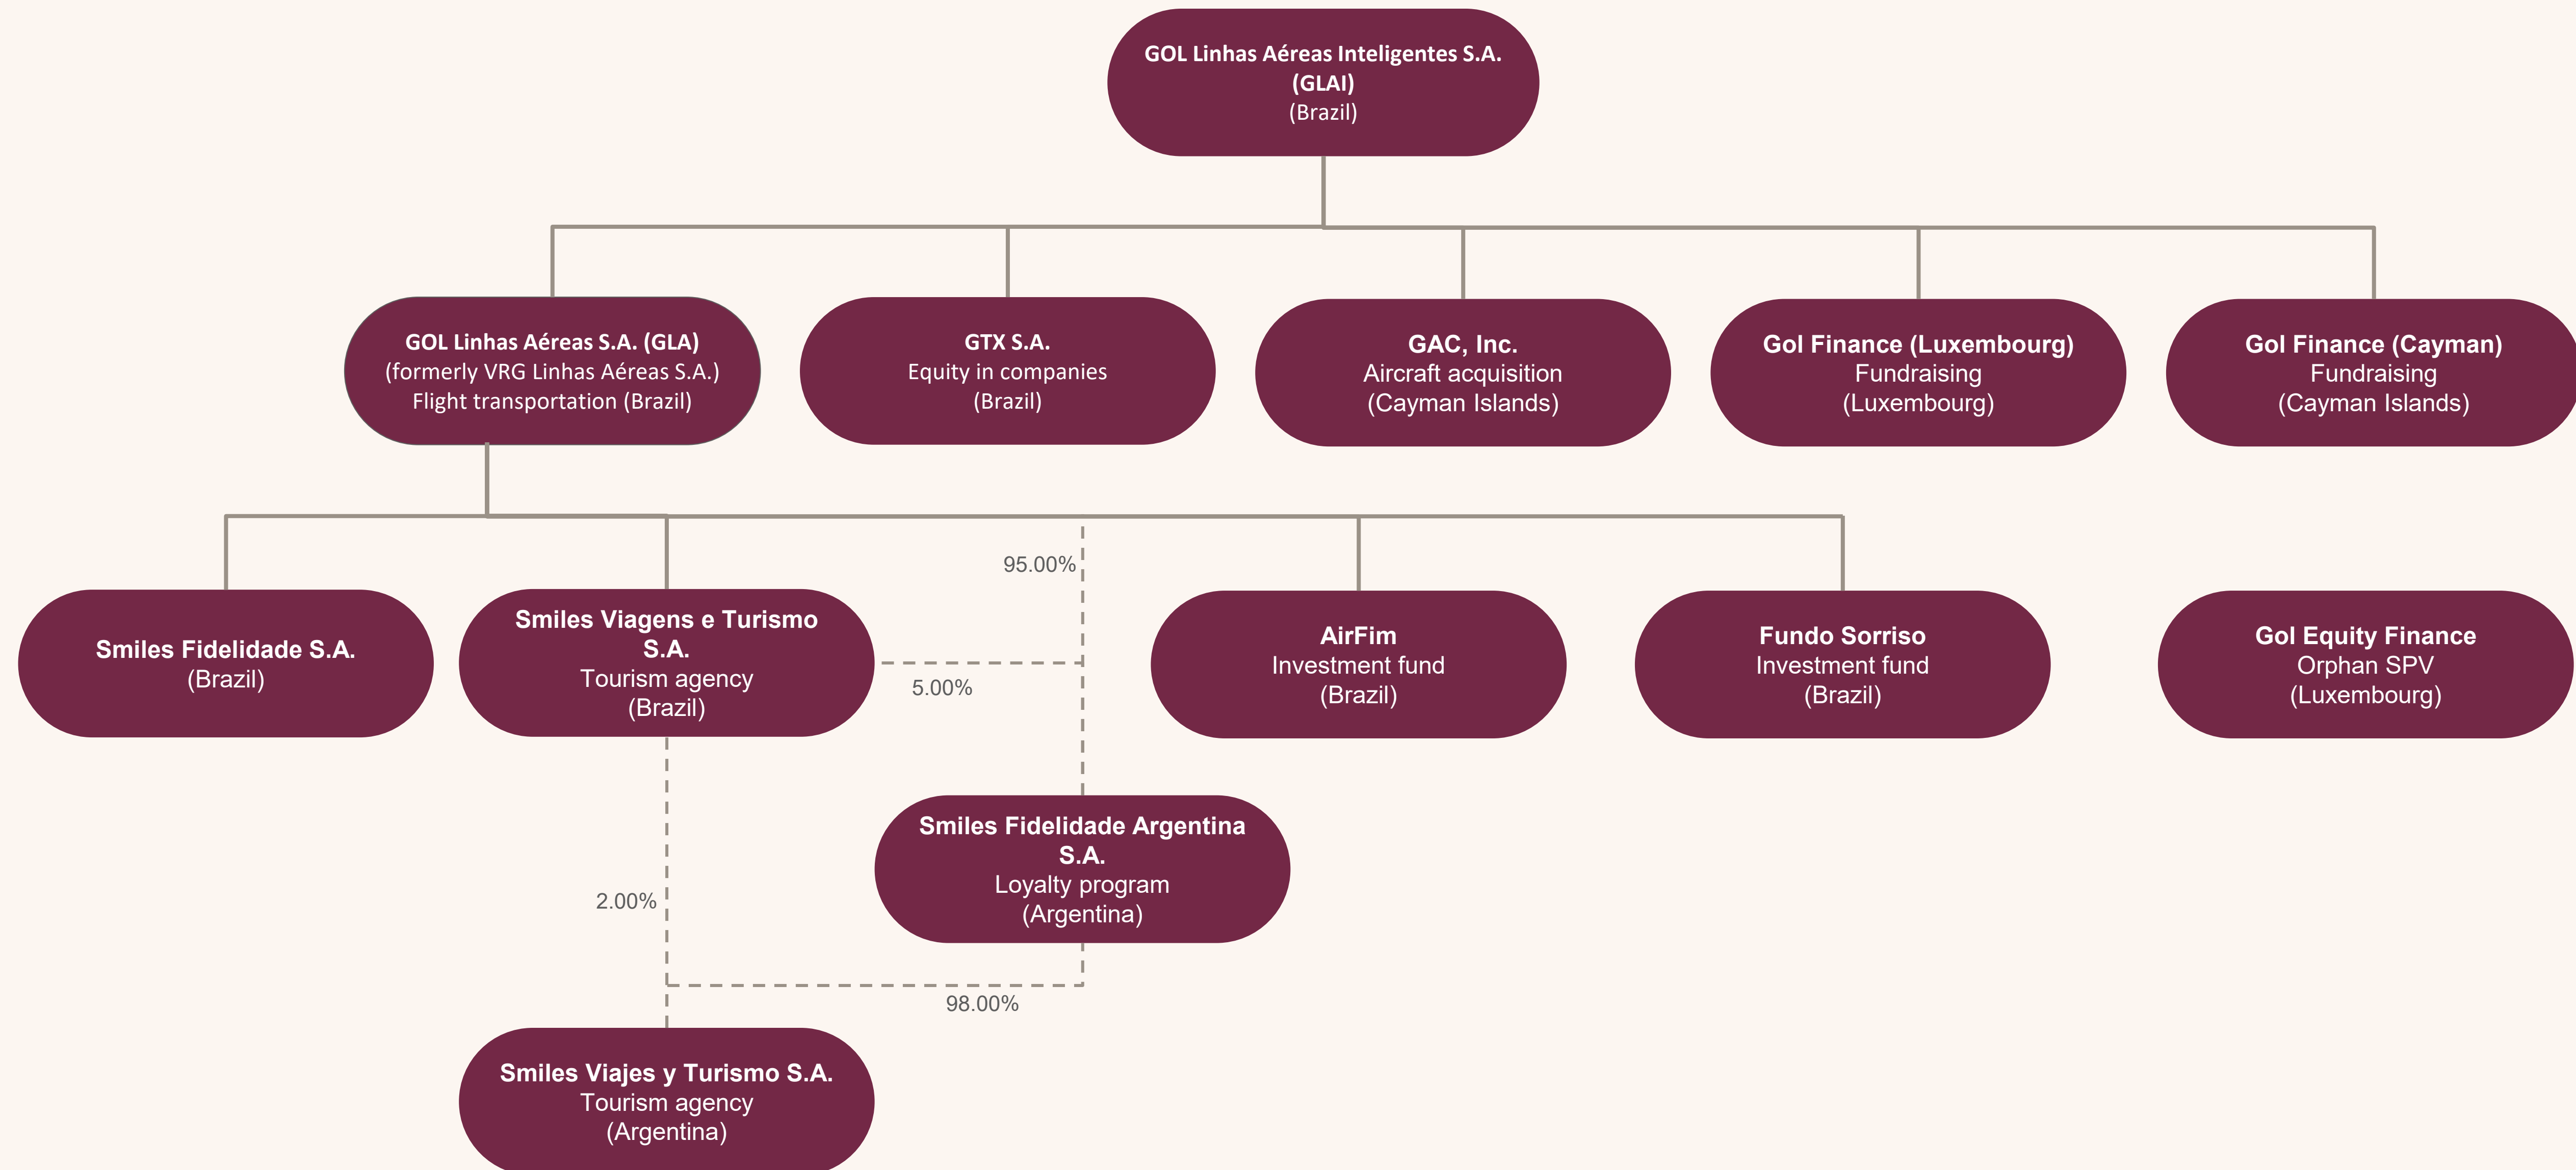 GOL Linhas Aéreas Inteligentes S.A.
(GLAI)
(Brazil)
GOL Linhas Aéreas S.A. (GLA)
(formerly VRG Linhas Aéreas S.A.)
Flight transportation (Brazil)
GTX S.A.
Equity in companies
(Brazil)
GAC, Inc.
Aircraft acquisition
(Cayman Islands)
Gol Finance (Luxembourg)
Fundraising
(Luxembourg)
Gol Finance (Cayman)
Fundraising
(Cayman Islands)
95.00%
Smiles Fidelidade S.A.
(Brazil)
Smiles Viagens e Turismo
S.A.
Tourism agency
(Brazil)
5.00%
AirFim
Investment fund
(Brazil)
Fundo Sorriso
Investment fund
(Brazil)
Gol Equity Finance
Orphan SPV
(Luxembourg)
Smiles Fidelidade Argentina
S.A.
Loyalty program
(Argentina)
2.00%
98.00%
Smiles Viajes y Turismo S.A.
Tourism agency
(Argentina)